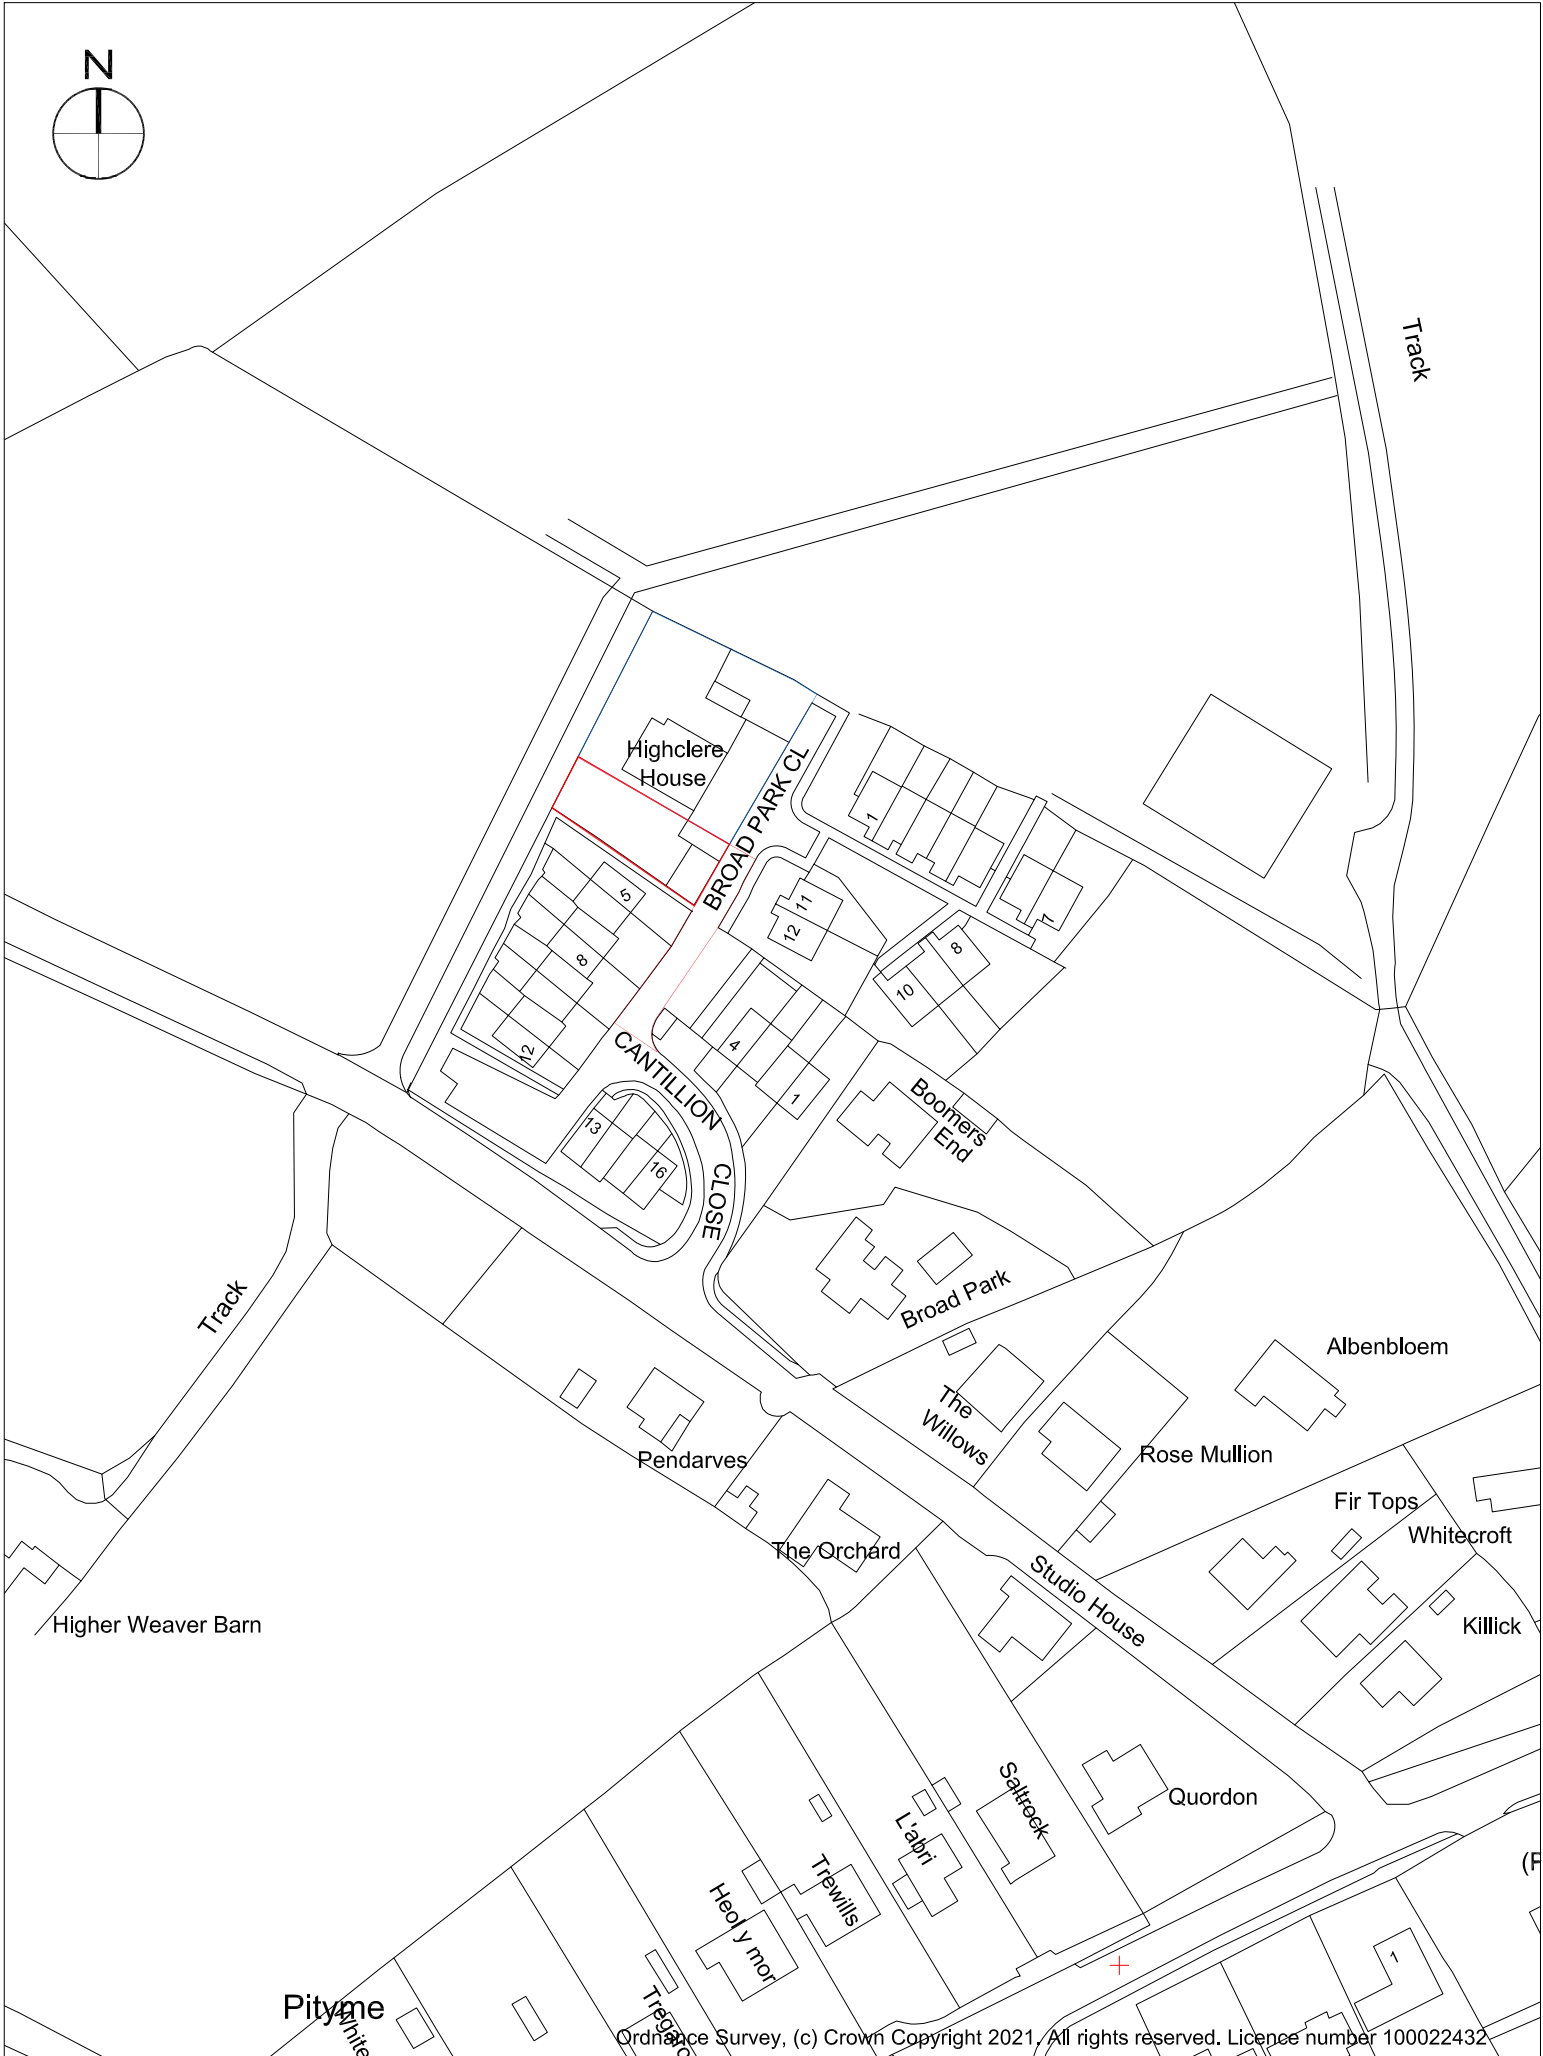 N
Track
Highclere
House
BROAD PARK CL
1
5
11
12
7
8
8
10
12
4
1
CANTILLION
CLOSE
13
16
Boomers
End
Track
Broad Park
Albenbloem
The
Willows
Rose Mullion
Pendarves
Fir Tops
Whitecroft
The Orchard
Studio House
Higher Weaver Barn
Killick
Saltrock
Quordon
L'abri
Trewills
Heol y mor
1
Pityme
White
Tregarc
Ordnance Survey, (c) Crown Copyright 2021. All rights reserved. Licence number 100022432